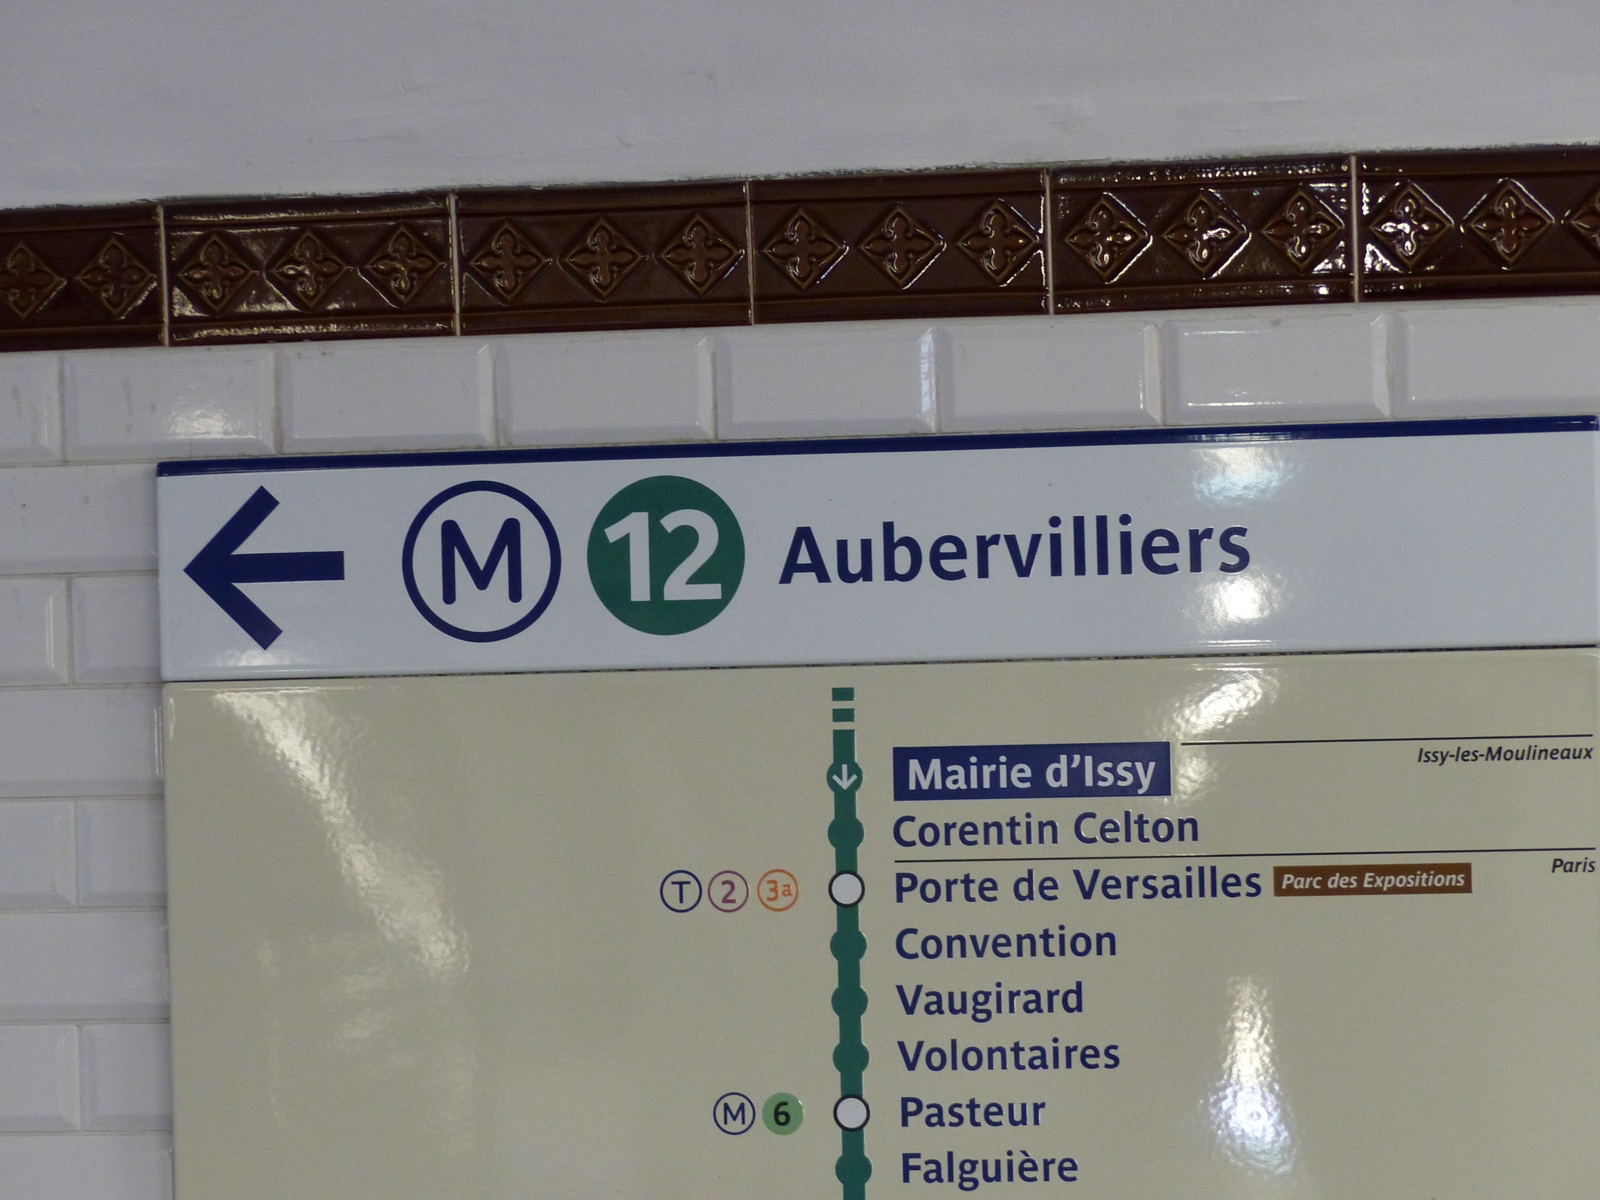 M 12 Aubervilliers
Mairie d'Issy
Issy-les-Moulineaux
Corentin Celton
Paris
T 2 3a Porte de Versailles Parc des Expositions
Convention
Vaugirard
Volontaires
M 6 Pasteur
Falguière